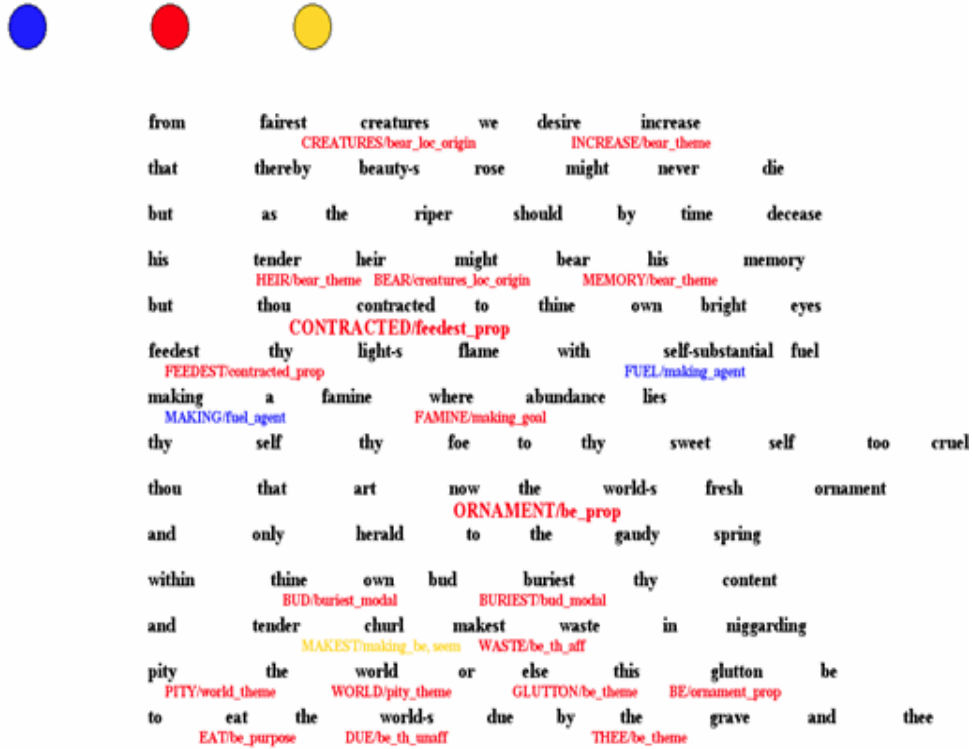 from fairest creatures we desire increase
CREATURES/bear_loc_origin INCREASE/bear_theme
that thereby beauty-s rose might never die
but as the riper should by time decease
his tender heir might bear his memory
HEIR/bear_theme BEAR/creatures_loc_origin MEMORY/bear_theme
but thou contracted to thine own bright eyes
CONTRACTED/feedest_prop
feedest thy light-s flame with self-substantial fuel
FEEDEST/contracted_prop FUEL/making_agent
making a famine where abundance lies
MAKING/fuel_agent FAMINE/making_goal
thy self thy foe to thy sweet self too cruel
thou that art now the world-s fresh ornament
ORNAMENT/be_prop
and only herald to the gaudy spring
within thine own bud buriest thy content
BUD/buriest_modal BURIEST/bud_modal
and tender churl makest waste in niggarding
MAKEST/making_be, seem WASTE/be_th_aff
pity the world or else this glutton be
PITY/world_theme WORLD/pity_theme GLUTTON/be_theme BE/ornament_prop
to eat the world-s due by the grave and thee
EAT/be_purpose DUE/be_th_unaff THEE/be_theme